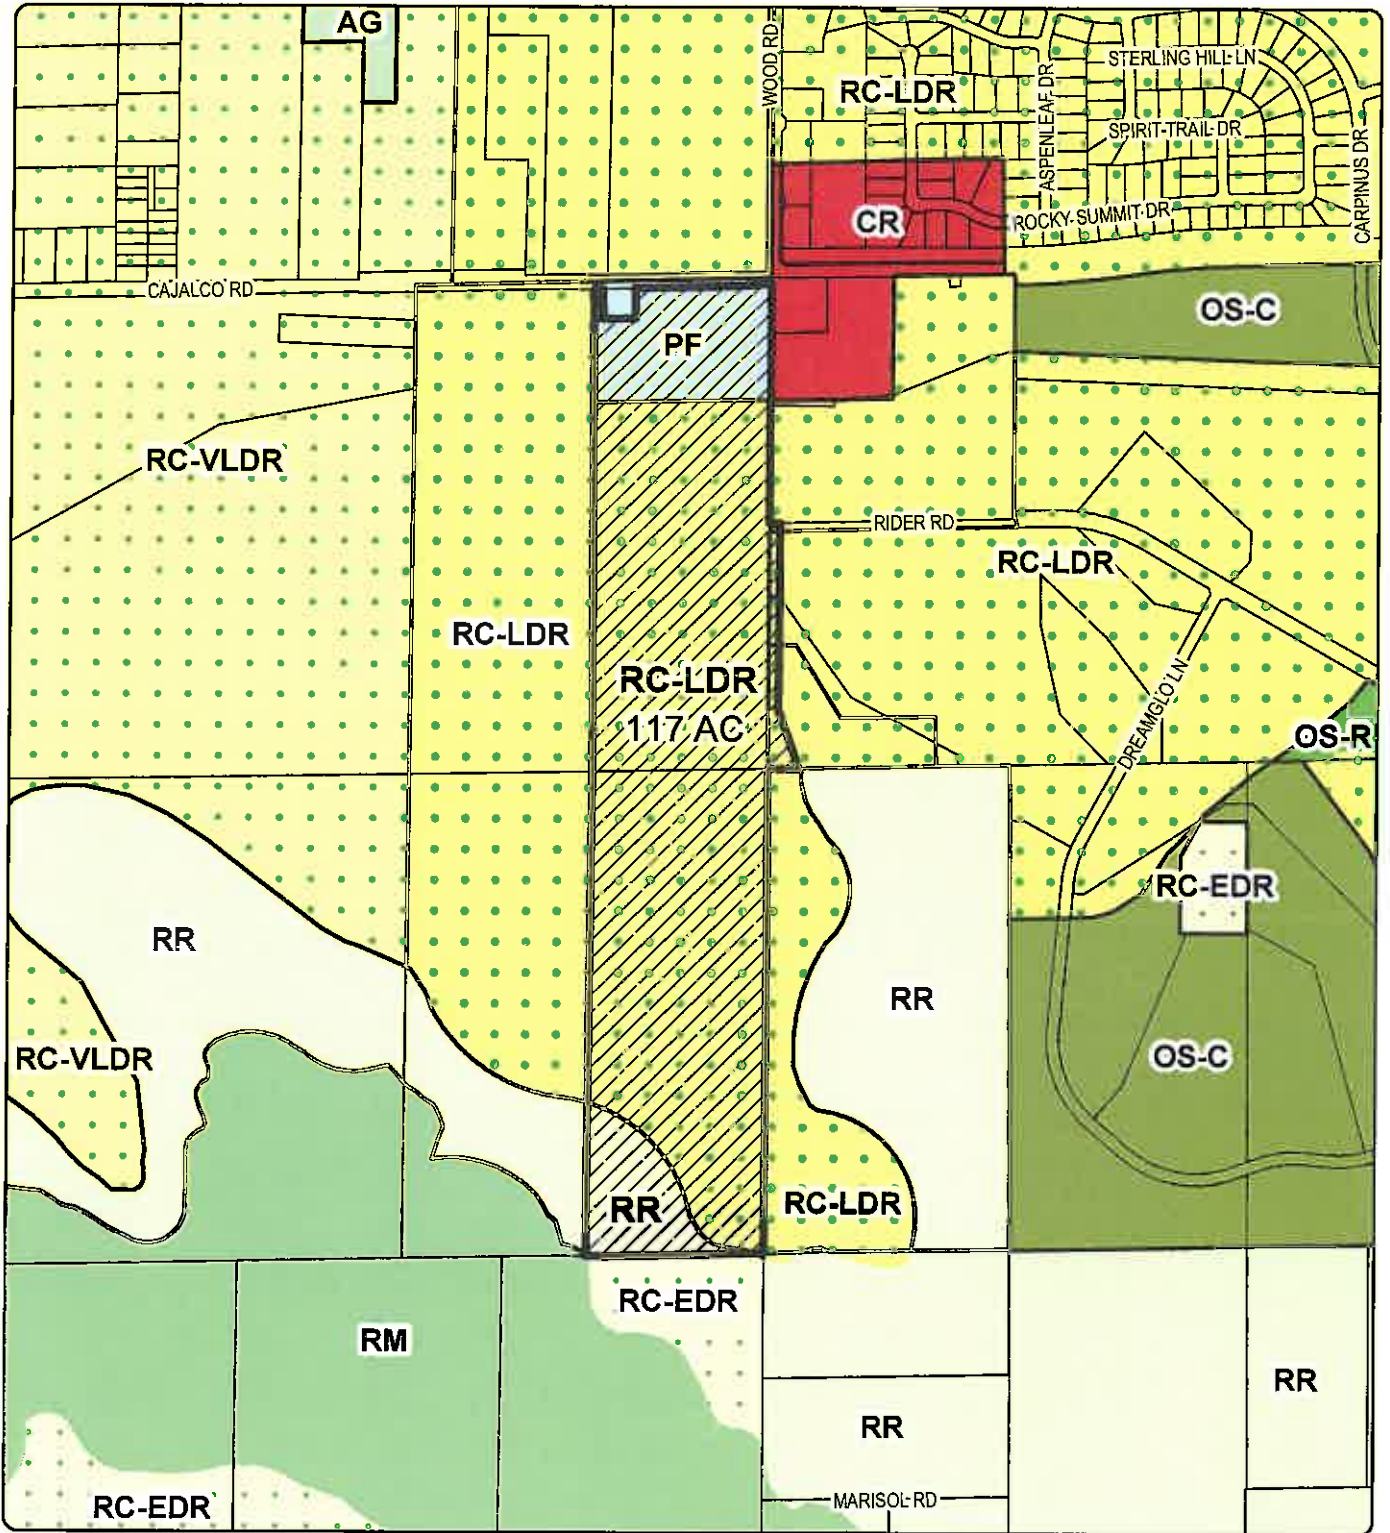 AG
WOOD RD
RC-LDR
ASPENLEAF DR
STERLING HILL LN
SPIRIT TRAIL DR
CARPINUS DR
CR
ROCKY SUMMIT DR
CAJALCO RD
OS-C
PF
RC-VLDR
RIDER RD
RC-LDR
RC-LDR
RC-LDR
117 AC
DREAMGLO LN
OS-R
RC-EDR
RR
RR
RC-VLDR
OS-C
RR
RC-LDR
RC-EDR
RM
RR
RR
RC-EDR
MARISOL RD